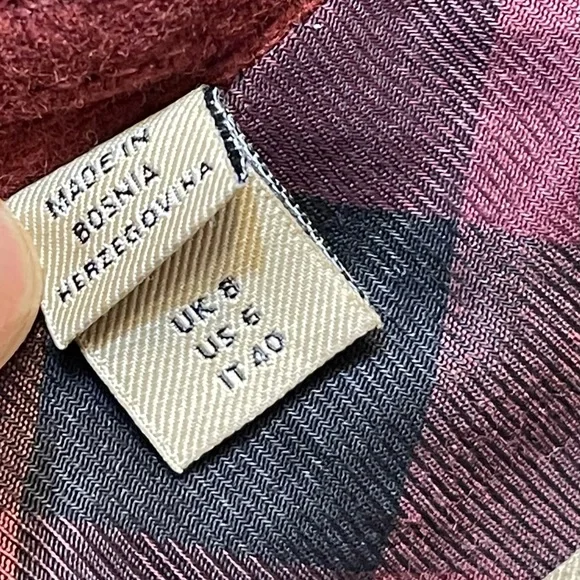 MADE IN
BOSNIA
HERZEGOVINA
UK 8
US 6
IT 40